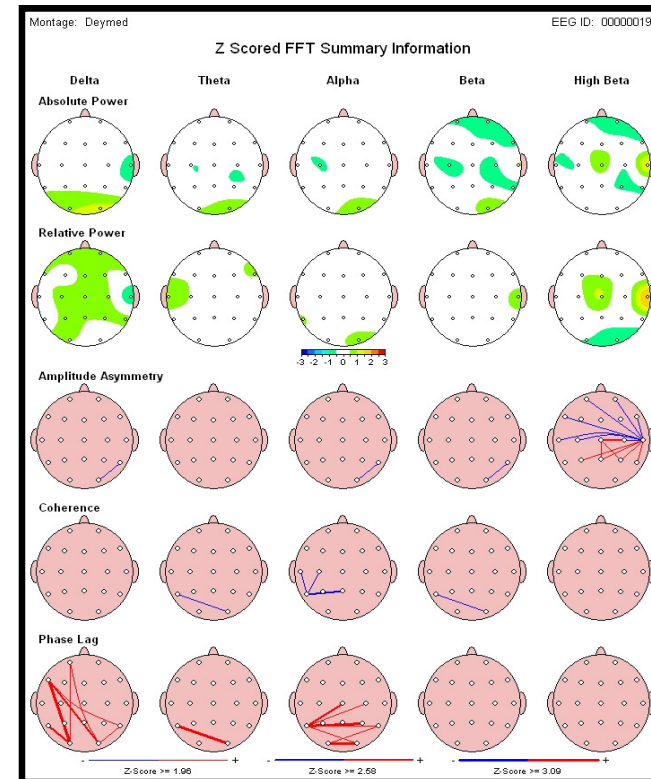 Montage: Deymed EEG ID: 00000019
Z Scored FFT Summary Information
Delta Theta Alpha Beta High Beta
Absolute Power
Relative Power
-3 -2 -1 0 1 2 3
Amplitude Asymmetry
Coherence
Phase Lag
- + - + - +
Z-Score >= 1.96 Z-Score >= 2.58 Z-Score >= 3.09